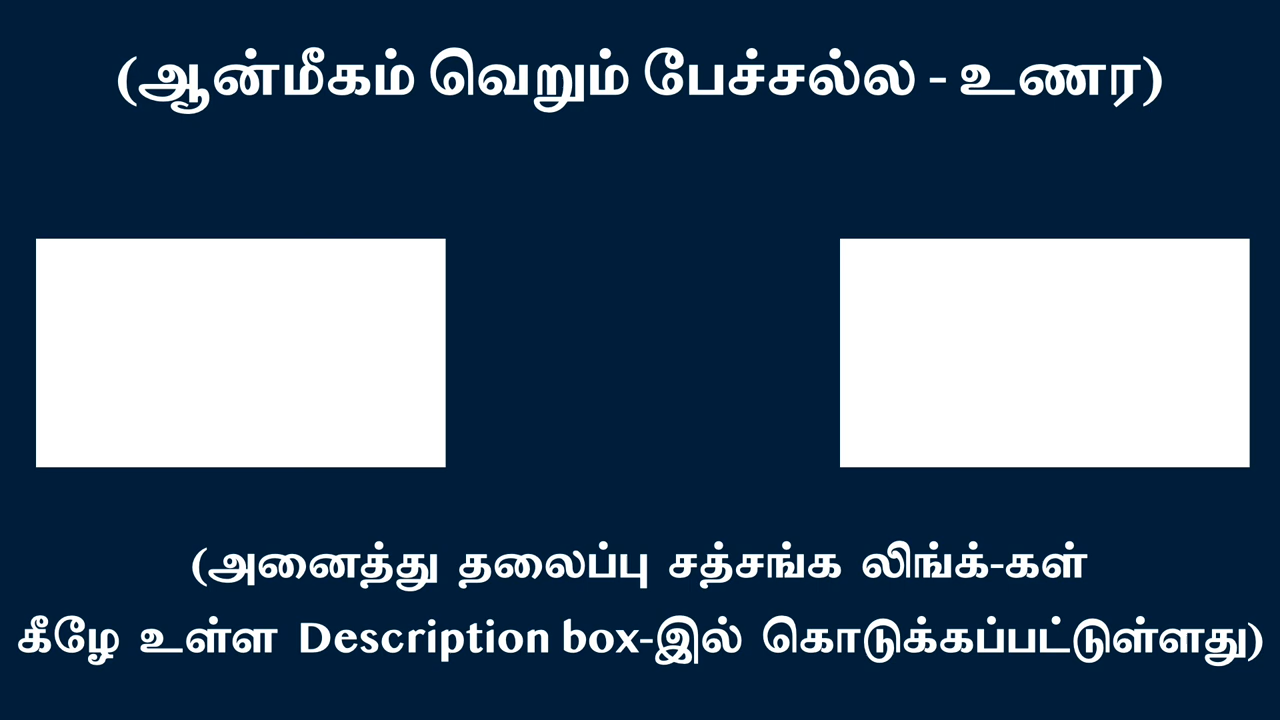 (ஆன்மீகம் வெறும் பேச்சல்ல - உணர)
(அனைத்து தலைப்பு சத்சங்க லிங்க்-கள்
கீழே உள்ள Description box-இல் கொடுக்கப்பட்டுள்ளது)